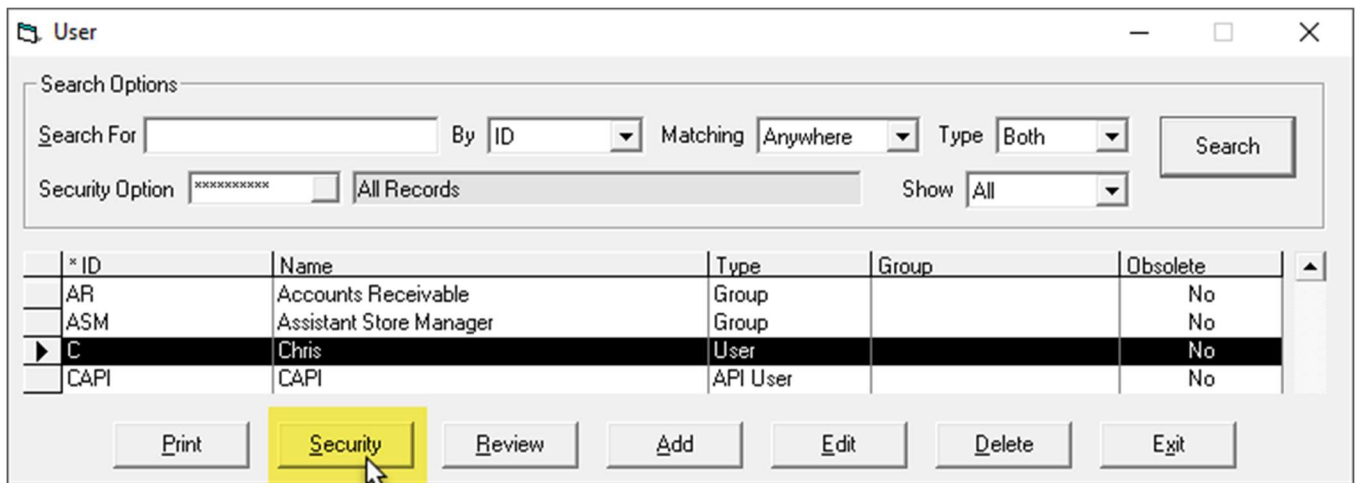 User
Search Options
Search For By ID Matching Anywhere Type Both Search
Security Option ********** All Records Show All
* ID Name Type Group Obsolete
AR Accounts Receivable Group No
ASM Assistant Store Manager Group No
C Chris User No
CAPI CAPI API User No
Print Security Review Add Edit Delete Exit